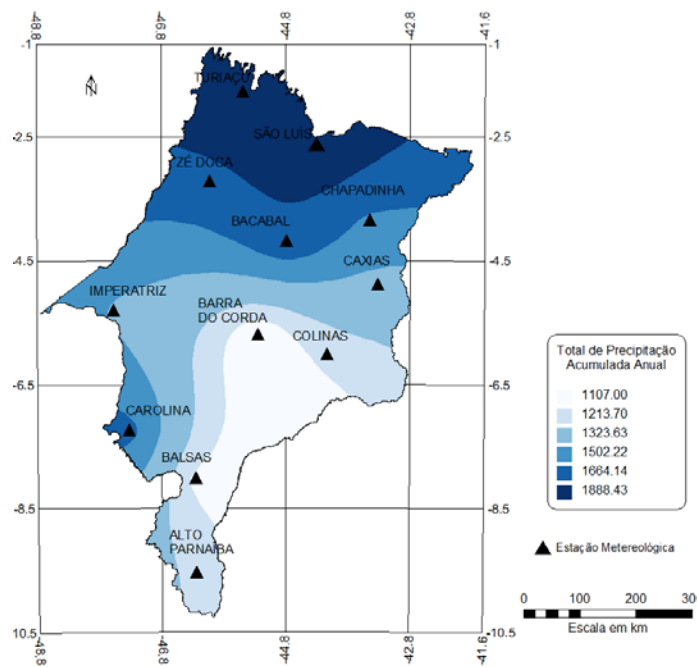 -48.8
-49.8
-44.8
-42.8
-41.6
-1
-1
N
TURIAÇU
-2.5
SÃO LUÍS
-2.5
ZÉ DOCA
CHAPADINHA
BACABAL
-4.5
-4.5
CAXIAS
IMPERATRIZ
BARRA
DO CORDA
COLINAS
-6.5
-6.5
CAROLINA
BALSAS
-8.5
-8.5
ALTO
PARNAÍBA
-10.5
-10.5
-48.8
-49.8
-44.8
-42.8
-41.6
Total de Precipitação
Acumulada Anual
1107.00
1213.70
1323.63
1502.22
1664.14
1888.43
Estação Metereológica
0 100 200 30
Escala em km